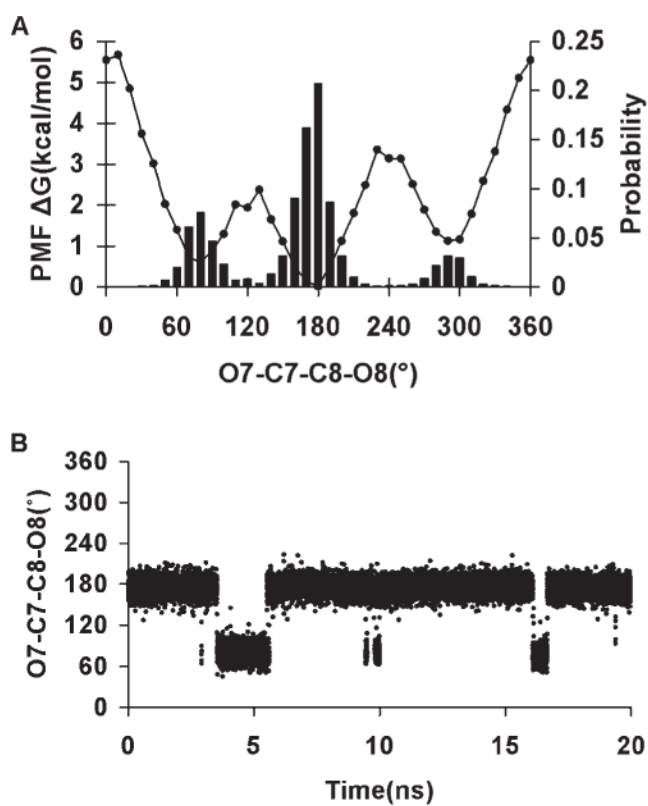 A
PMF ΔG(kcal/mol)
6
5
4
3
2
1
0
0.25
0.2
0.15
0.1
0.05
0
Probability
0 60 120 180 240 300 360
O7-C7-C8-O8(°)
B
O7-C7-C8-O8(°)
360
300
240
180
120
60
0
0 5 10 15 20
Time(ns)